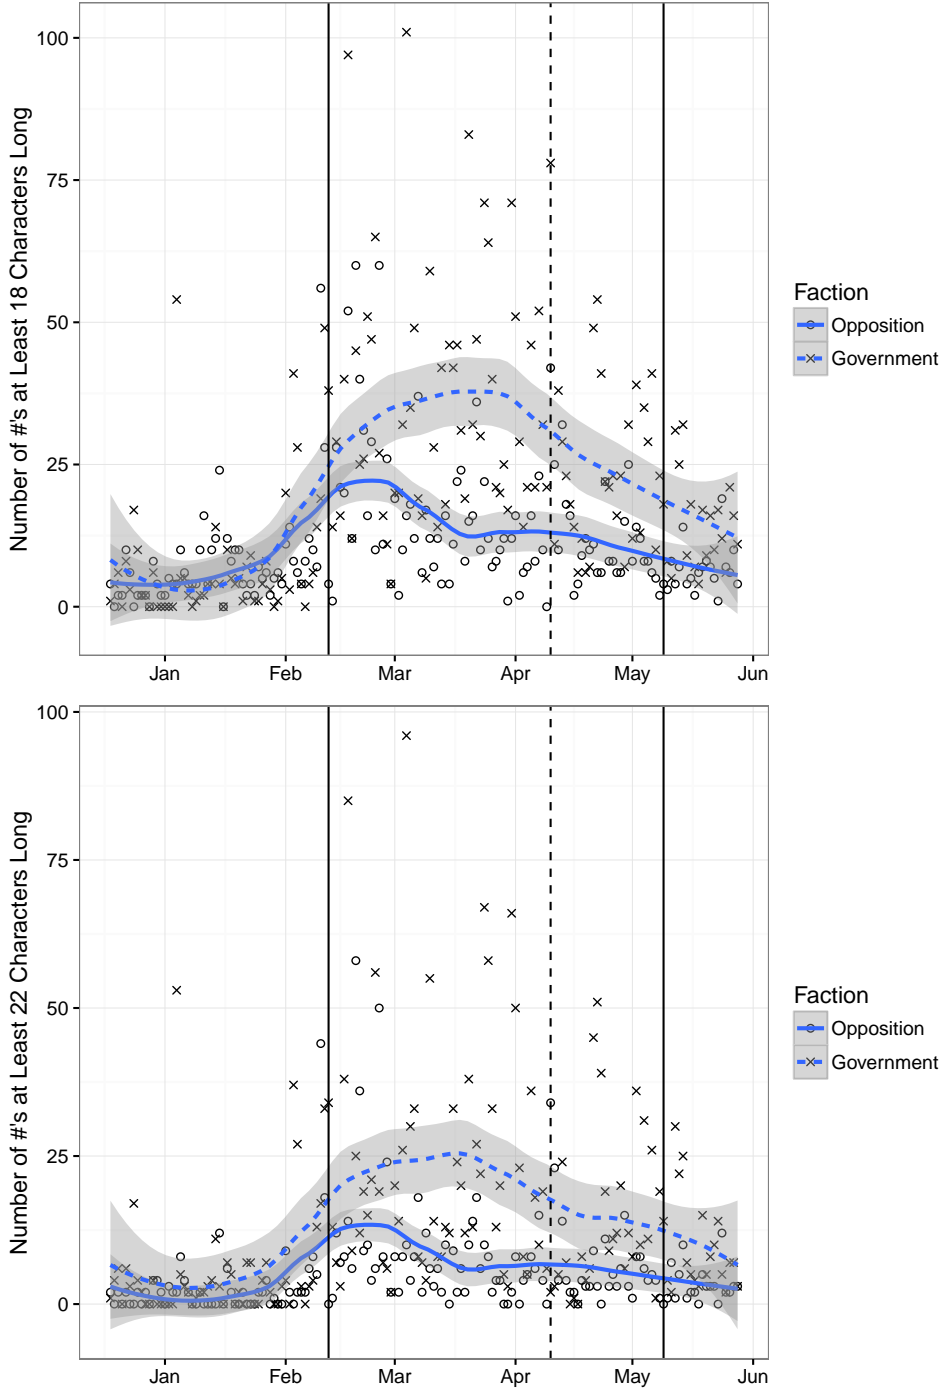 Number of #'s at Least 18 Characters Long
100
75
50
25
0
Jan Feb Mar Apr May Jun
Faction
Opposition
Government
Number of #'s at Least 22 Characters Long
100
75
50
25
0
Jan Feb Mar Apr May Jun
Faction
Opposition
Government